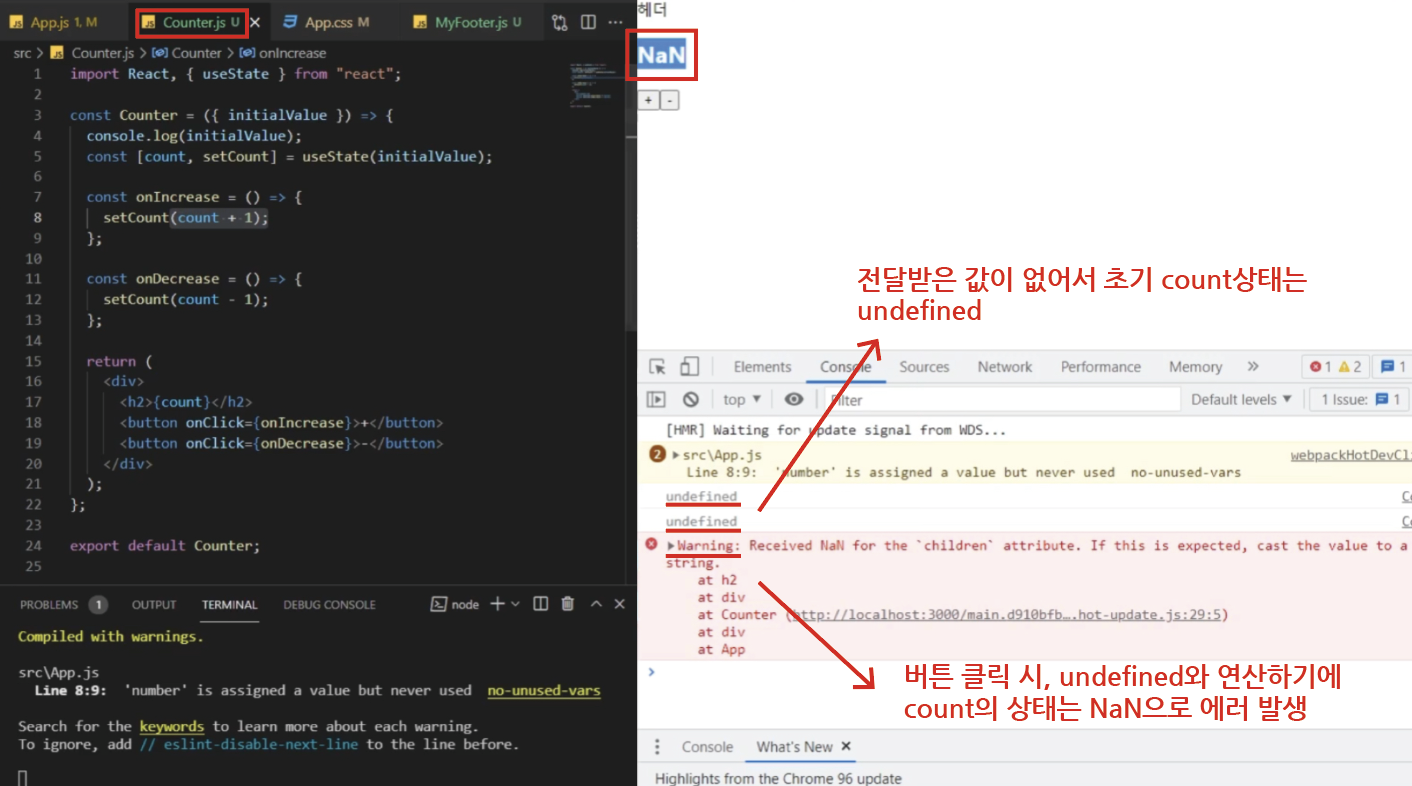 App.js 1, M
Counter.js U
App.css M
MyFooter.js U
src > Counter.js > Counter > onIncrease
1 import React, { useState } from "react";
2
3 const Counter = ({ initialValue }) => {
4 console.log(initialValue);
5 const [count, setCount] = useState(initialValue);
6
7 const onIncrease = () => {
8 setCount(count + 1);
9 };
10
11 const onDecrease = () => {
12 setCount(count - 1);
13 };
14
15 return (
16 <div>
17 <h2>{count}</h2>
18 <button onClick={onIncrease}>+</button>
19 <button onClick={onDecrease}>-</button>
20 </div>
21 );
22 };
23
24 export default Counter;
25
PROBLEMS 1 OUTPUT TERMINAL DEBUG CONSOLE node
Compiled with warnings.
src\App.js
Line 8:9: 'number' is assigned a value but never used no-unused-vars
Search for the keywords to learn more about each warning.
To ignore, add // eslint-disable-next-line to the line before.
헤더
NaN
+ -
전달받은 값이 없어서 초기 count상태는
undefined
Elements Console Sources Network Performance Memory » 1 2 1
top Filter Default levels 1 Issue: 1
[HMR] Waiting for update signal from WDS...
2 src\App.js webpackHotDevCli
Line 8:9: 'number' is assigned a value but never used no-unused-vars
undefined
undefined
Warning: Received NaN for the `children` attribute. If this is expected, cast the value to a
string.
at h2
at div
at Counter (http://localhost:3000/main.d910bfb….hot-update.js:29:5)
at div
at App
버튼 클릭 시, undefined와 연산하기에
count의 상태는 NaN으로 에러 발생
Console What's New
Highlights from the Chrome 96 update